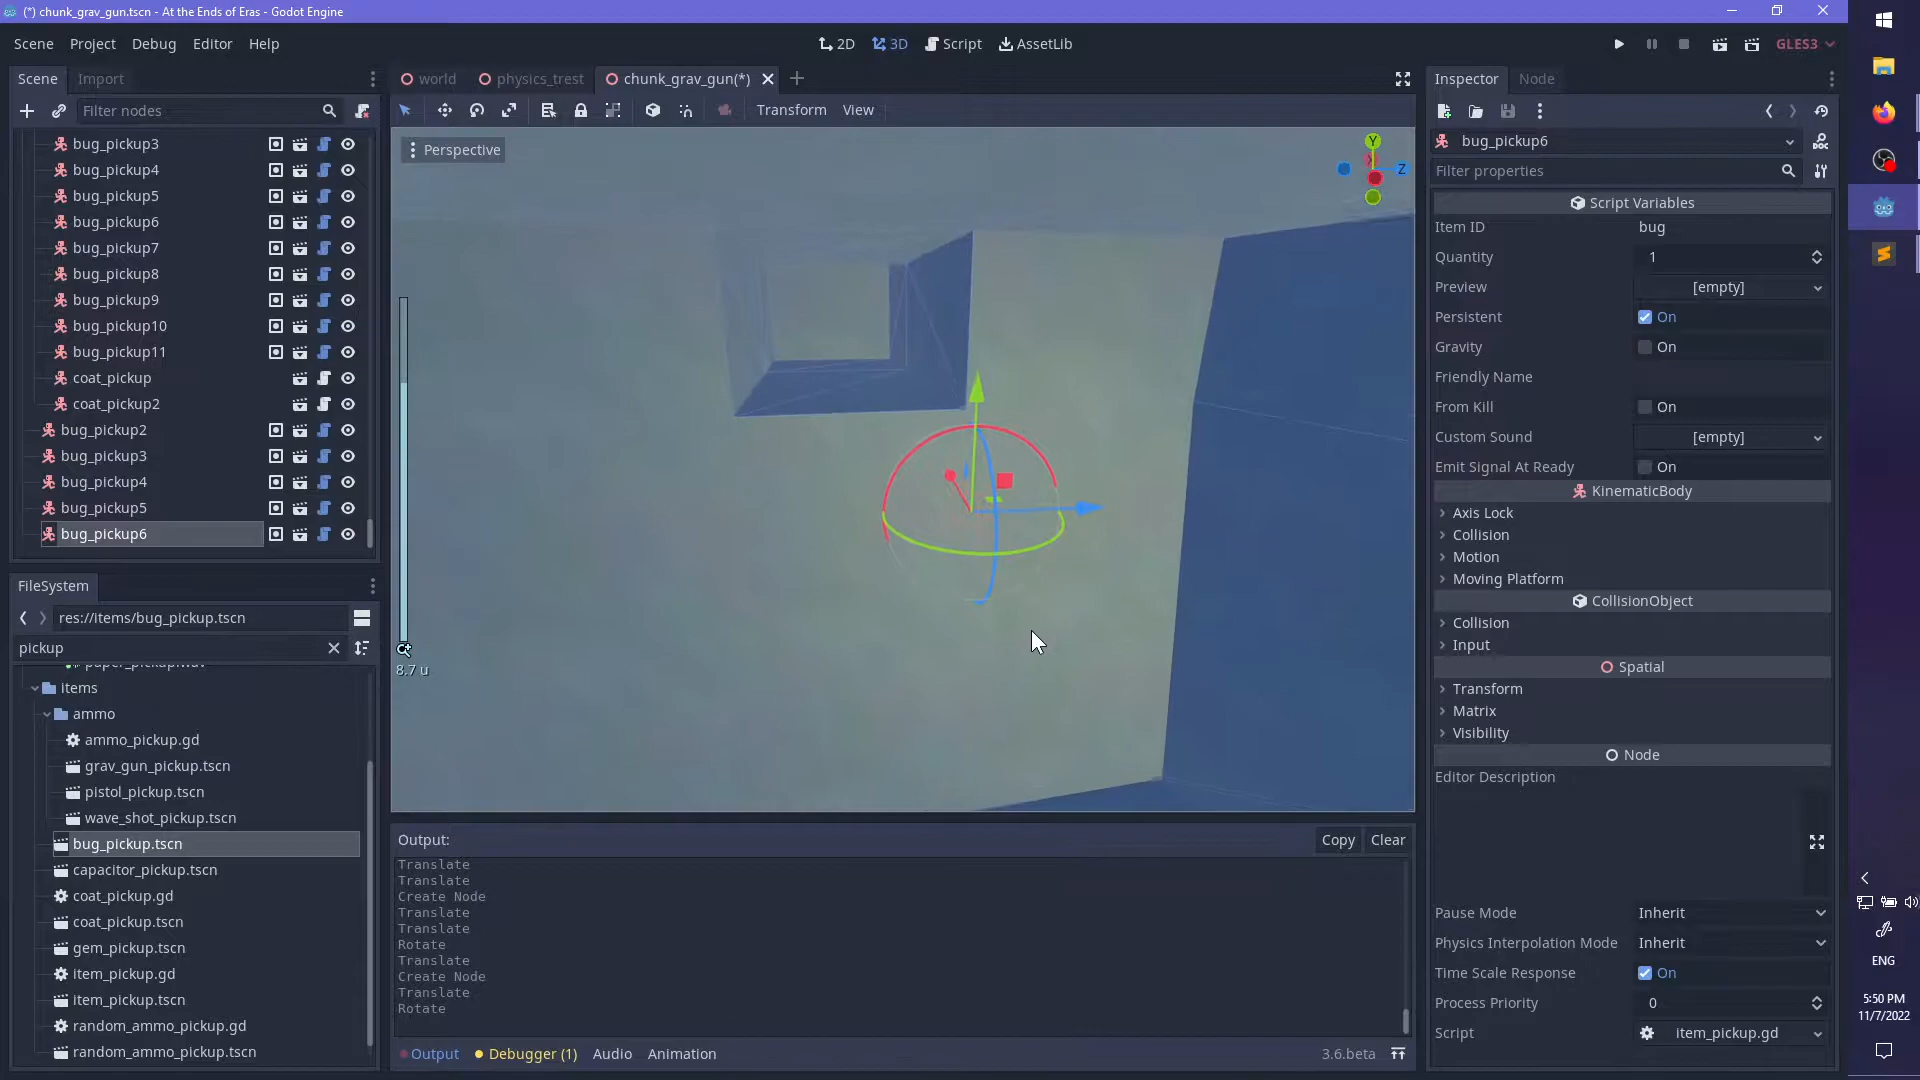 (*) chunk_grav_gun.tscn - At the Ends of Eras - Godot Engine
Scene Project Debug Editor Help
2D 3D Script AssetLib
GLES3
Scene Import
world physics_trest chunk_grav_gun(*)
Inspector Node
Filter nodes
Transform View
bug_pickup6
Filter properties
bug_pickup3
bug_pickup4
bug_pickup5
bug_pickup6
bug_pickup7
bug_pickup8
bug_pickup9
bug_pickup10
bug_pickup11
coat_pickup
coat_pickup2
bug_pickup2
bug_pickup3
bug_pickup4
bug_pickup5
bug_pickup6
FileSystem
res://items/bug_pickup.tscn
pickup
items
ammo
ammo_pickup.gd
grav_gun_pickup.tscn
pistol_pickup.tscn
wave_shot_pickup.tscn
bug_pickup.tscn
capacitor_pickup.tscn
coat_pickup.gd
coat_pickup.tscn
gem_pickup.tscn
item_pickup.gd
item_pickup.tscn
random_ammo_pickup.gd
random_ammo_pickup.tscn
Perspective
Y
X
Z
8.7 u
Output:
Copy Clear
Translate
Translate
Create Node
Translate
Translate
Rotate
Translate
Create Node
Translate
Rotate
Output Debugger (1) Audio Animation
3.6.beta
Script Variables
Item ID bug
Quantity 1
Preview [empty]
Persistent On
Gravity On
Friendly Name
From Kill On
Custom Sound [empty]
Emit Signal At Ready On
KinematicBody
Axis Lock
Collision
Motion
Moving Platform
CollisionObject
Collision
Input
Spatial
Transform
Matrix
Visibility
Node
Editor Description
Pause Mode Inherit
Physics Interpolation Mode Inherit
Time Scale Response On
Process Priority 0
Script item_pickup.gd
ENG
5:50 PM
11/7/2022